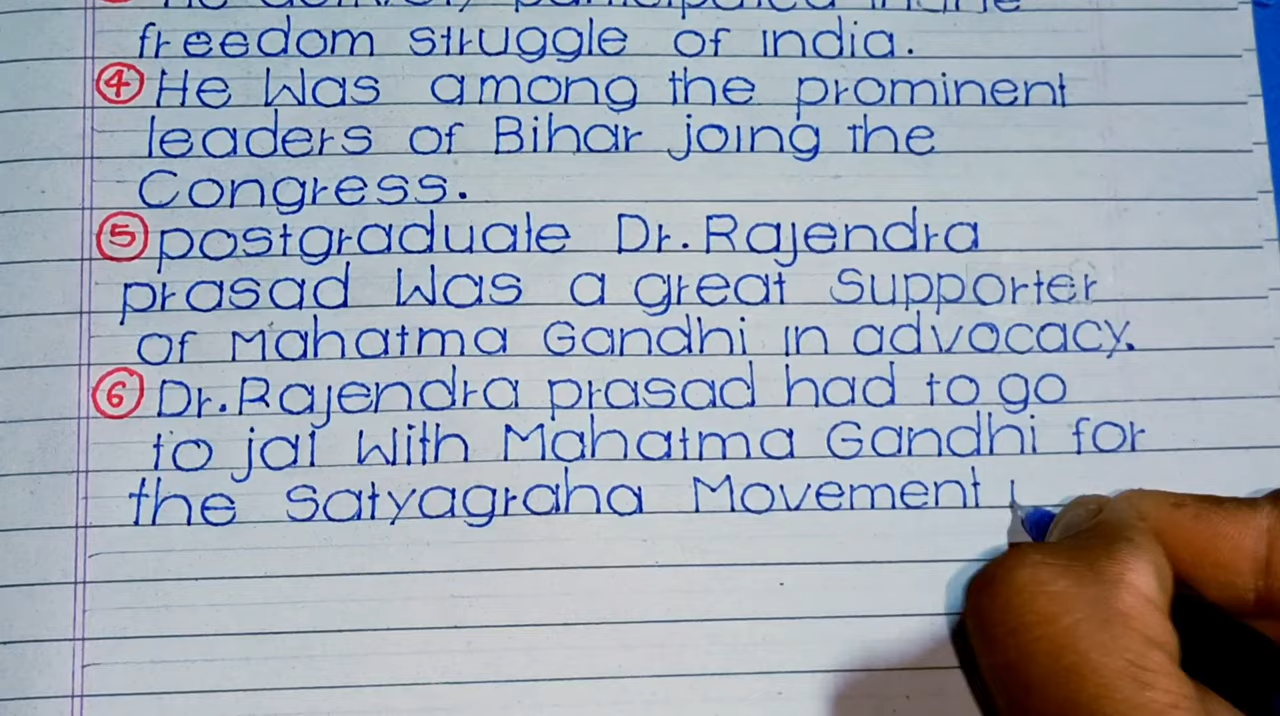 freedom struggle of india.
④ He Was among the prominent
leaders of Bihar joing the
Congress.
⑤ postgraduate Dr. Rajendra
prasad Was a great Supporter
of Mahatma Gandhi in advocacy.
⑥ Dr. Rajendra prasad had to go
to jal With Mahatma Gandhi for
the Satyagraha Movement